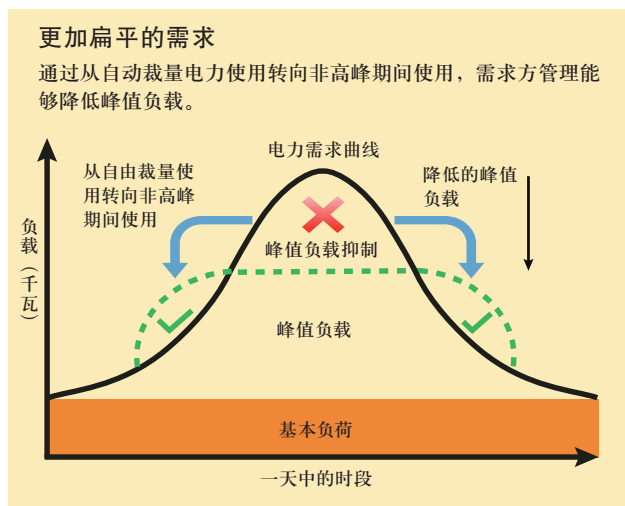 更加扁平的需求
通过从自动裁量电力使用转向非高峰期间使用，需求方管理能
够降低峰值负载。
电力需求曲线
从自由裁量使
用转向非高峰
期间使用
降低的峰值
负载
负载（千瓦）
峰值负载抑制
峰值负载
基本负荷
一天中的时段